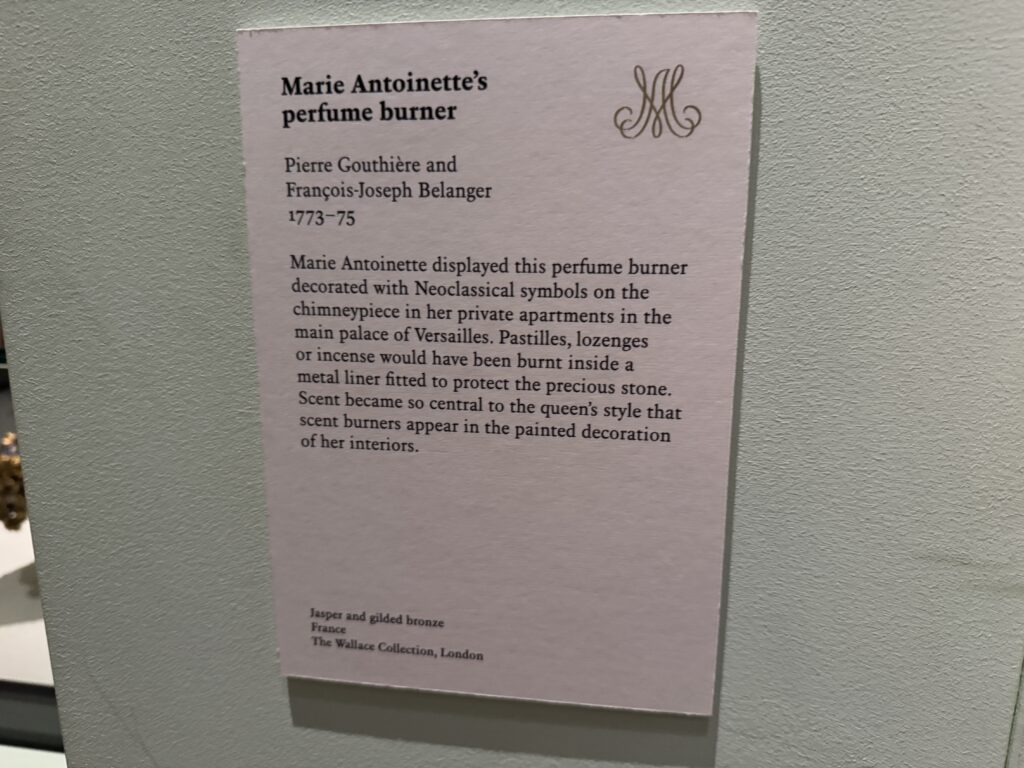 Marie Antoinette's
perfume burner
Pierre Gouthière and
François-Joseph Belanger
1773–75
Marie Antoinette displayed this perfume burner
decorated with Neoclassical symbols on the
chimneypiece in her private apartments in the
main palace of Versailles. Pastilles, lozenges
or incense would have been burnt inside a
metal liner fitted to protect the precious stone.
Scent became so central to the queen's style that
scent burners appear in the painted decoration
of her interiors.
Jasper and gilded bronze
France
The Wallace Collection, London